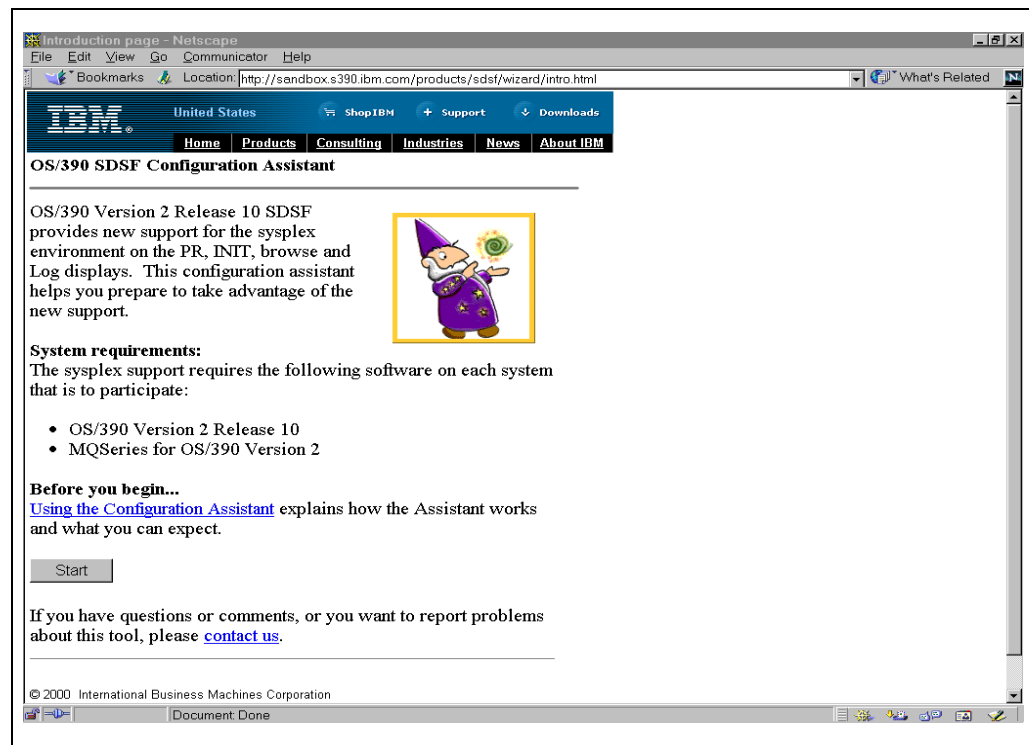 Introduction page - Netscape
File Edit View Go Communicator Help
Bookmarks Location: http://sandbox.s390.ibm.com/products/sdsf/wizard/intro.html What's Related N
IBM®
United States ShopIBM + Support Downloads
Home Products Consulting Industries News About IBM
OS/390 SDSF Configuration Assistant
OS/390 Version 2 Release 10 SDSF
provides new support for the sysplex
environment on the PR, INIT, browse and
Log displays. This configuration assistant
helps you prepare to take advantage of the
new support.
System requirements:
The sysplex support requires the following software on each system
that is to participate:
• OS/390 Version 2 Release 10
• MQSeries for OS/390 Version 2
Before you begin...
Using the Configuration Assistant explains how the Assistant works
and what you can expect.
Start
If you have questions or comments, or you want to report problems
about this tool, please contact us.
© 2000 International Business Machines Corporation
Document: Done